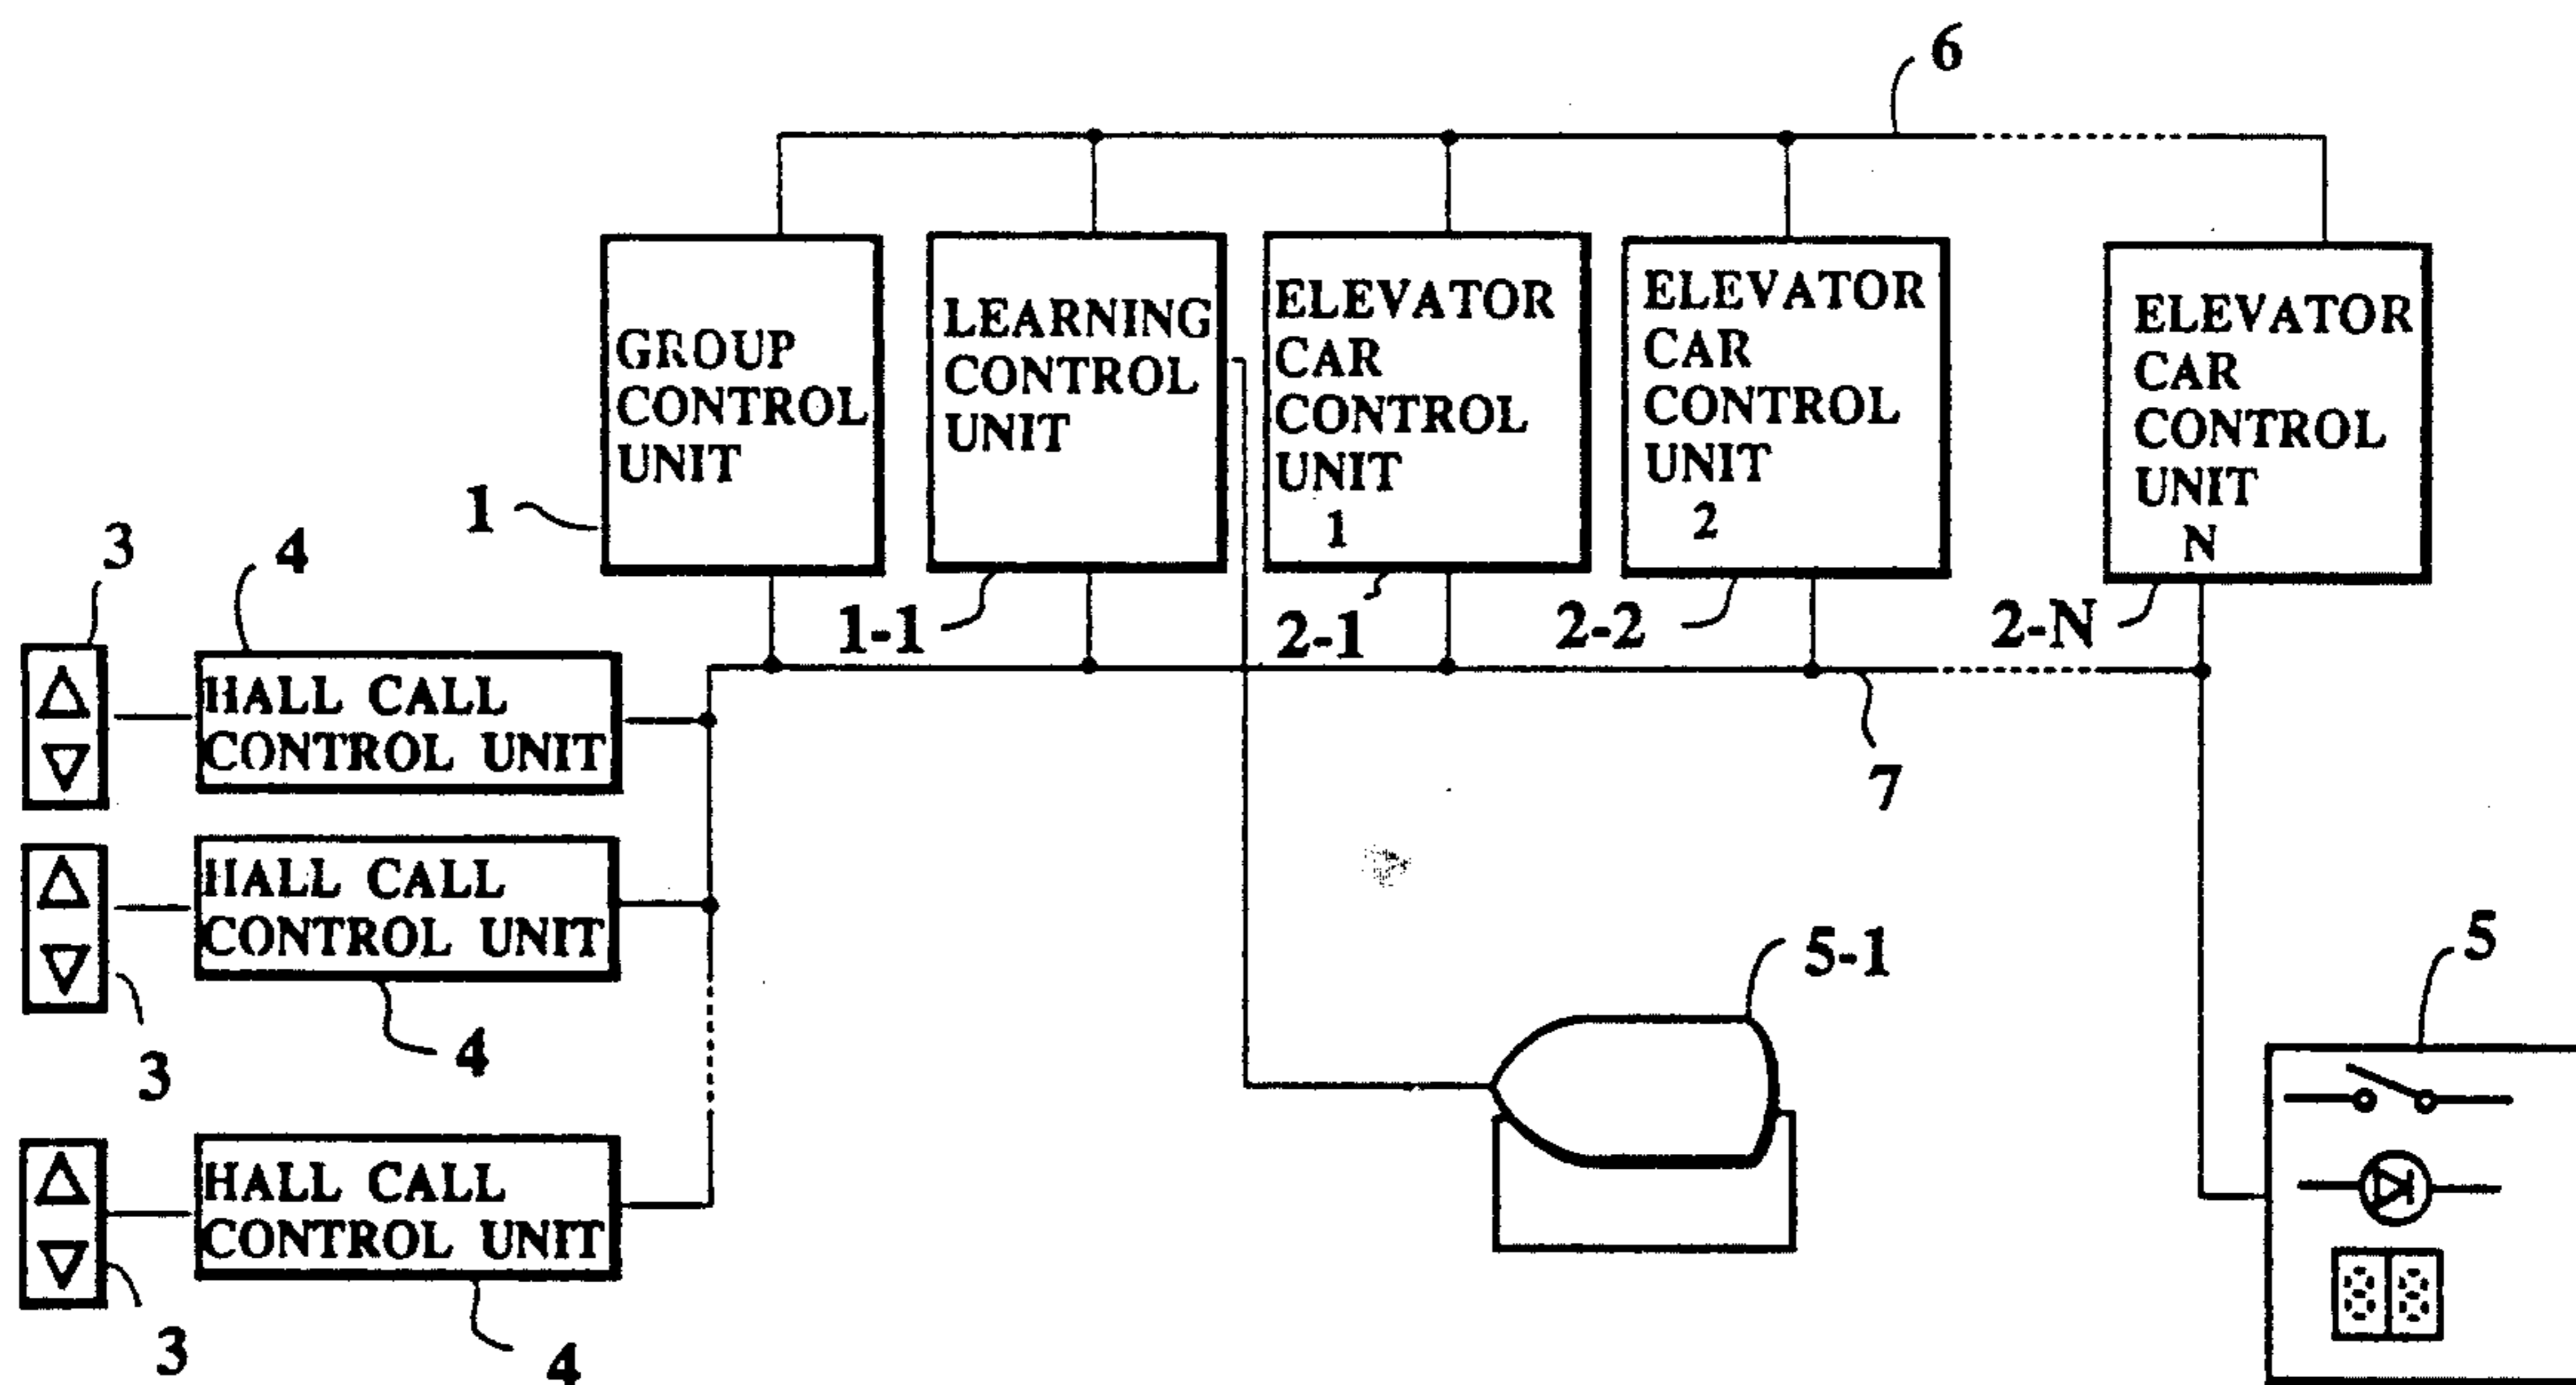 6
GROUP
CONTROL
UNIT
LEARNING
CONTROL
UNIT
ELEVATOR
CAR
CONTROL
UNIT
1
ELEVATOR
CAR
CONTROL
UNIT
2
ELEVATOR
CAR
CONTROL
UNIT
N
1
1-1
2-1
2-2
2-N
3
4
HALL CALL
CONTROL UNIT
7
HALL CALL
CONTROL UNIT
3
4
5-1
5
HALL CALL
CONTROL UNIT
88
3
4